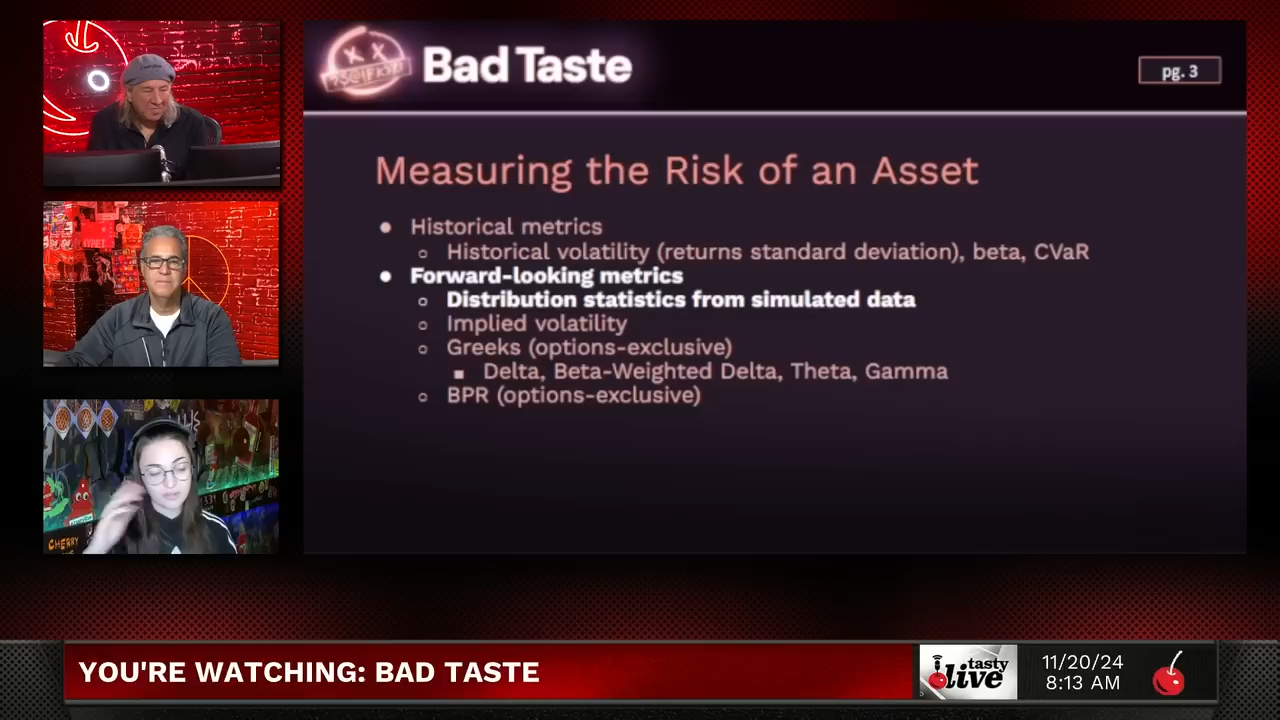 Bad Taste
pg. 3
Measuring the Risk of an Asset
● Historical metrics
○ Historical volatility (returns standard deviation), beta, CVaR
● Forward-looking metrics
○ Distribution statistics from simulated data
○ Implied volatility
○ Greeks (options-exclusive)
■ Delta, Beta-Weighted Delta, Theta, Gamma
○ BPR (options-exclusive)
CHERRY
YOU'RE WATCHING: BAD TASTE
tasty
live
11/20/24
8:13 AM